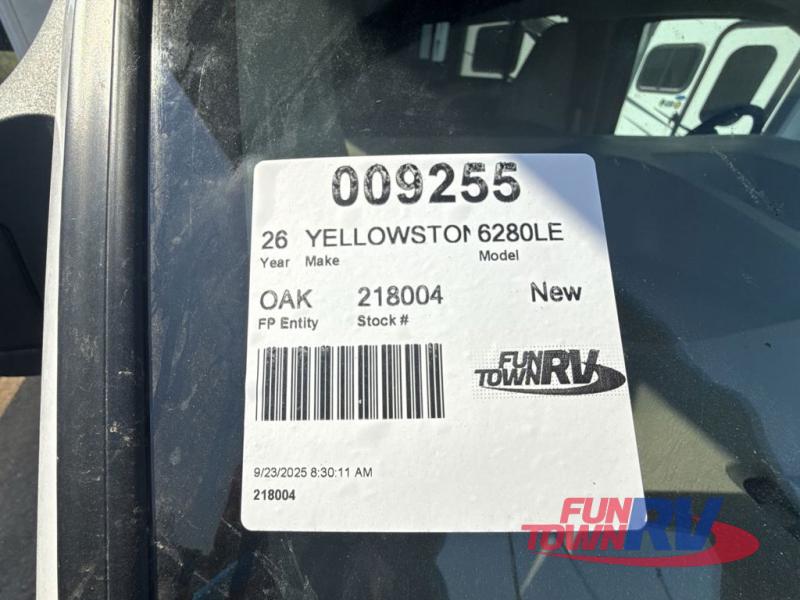 009255
26 YELLOWSTON 6280LE
Year Make Model
OAK 218004 New
FP Entity Stock #
FUN
TOWN RV
9/23/2025 8:30:11 AM
218004
FUN
TOWN RV